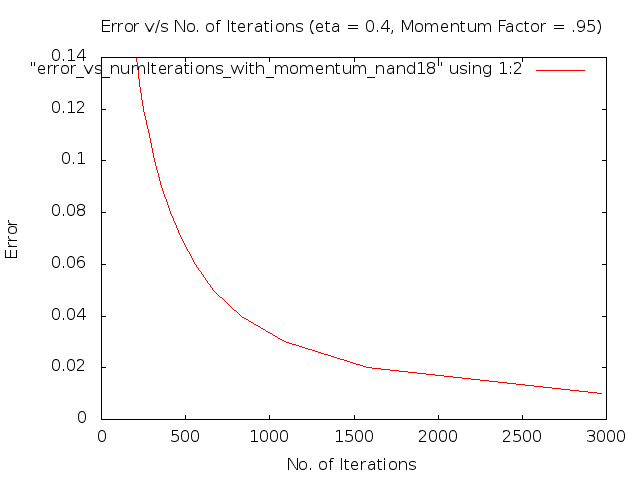 Error v/s No. of Iterations (eta = 0.4, Momentum Factor = .95)
"error_vs_numIterations_with_momentum_nand18" using 1:2
0.14
0.12
0.1
0.08
0.06
0.04
0.02
0
Error
0 500 1000 1500 2000 2500 3000
No. of Iterations